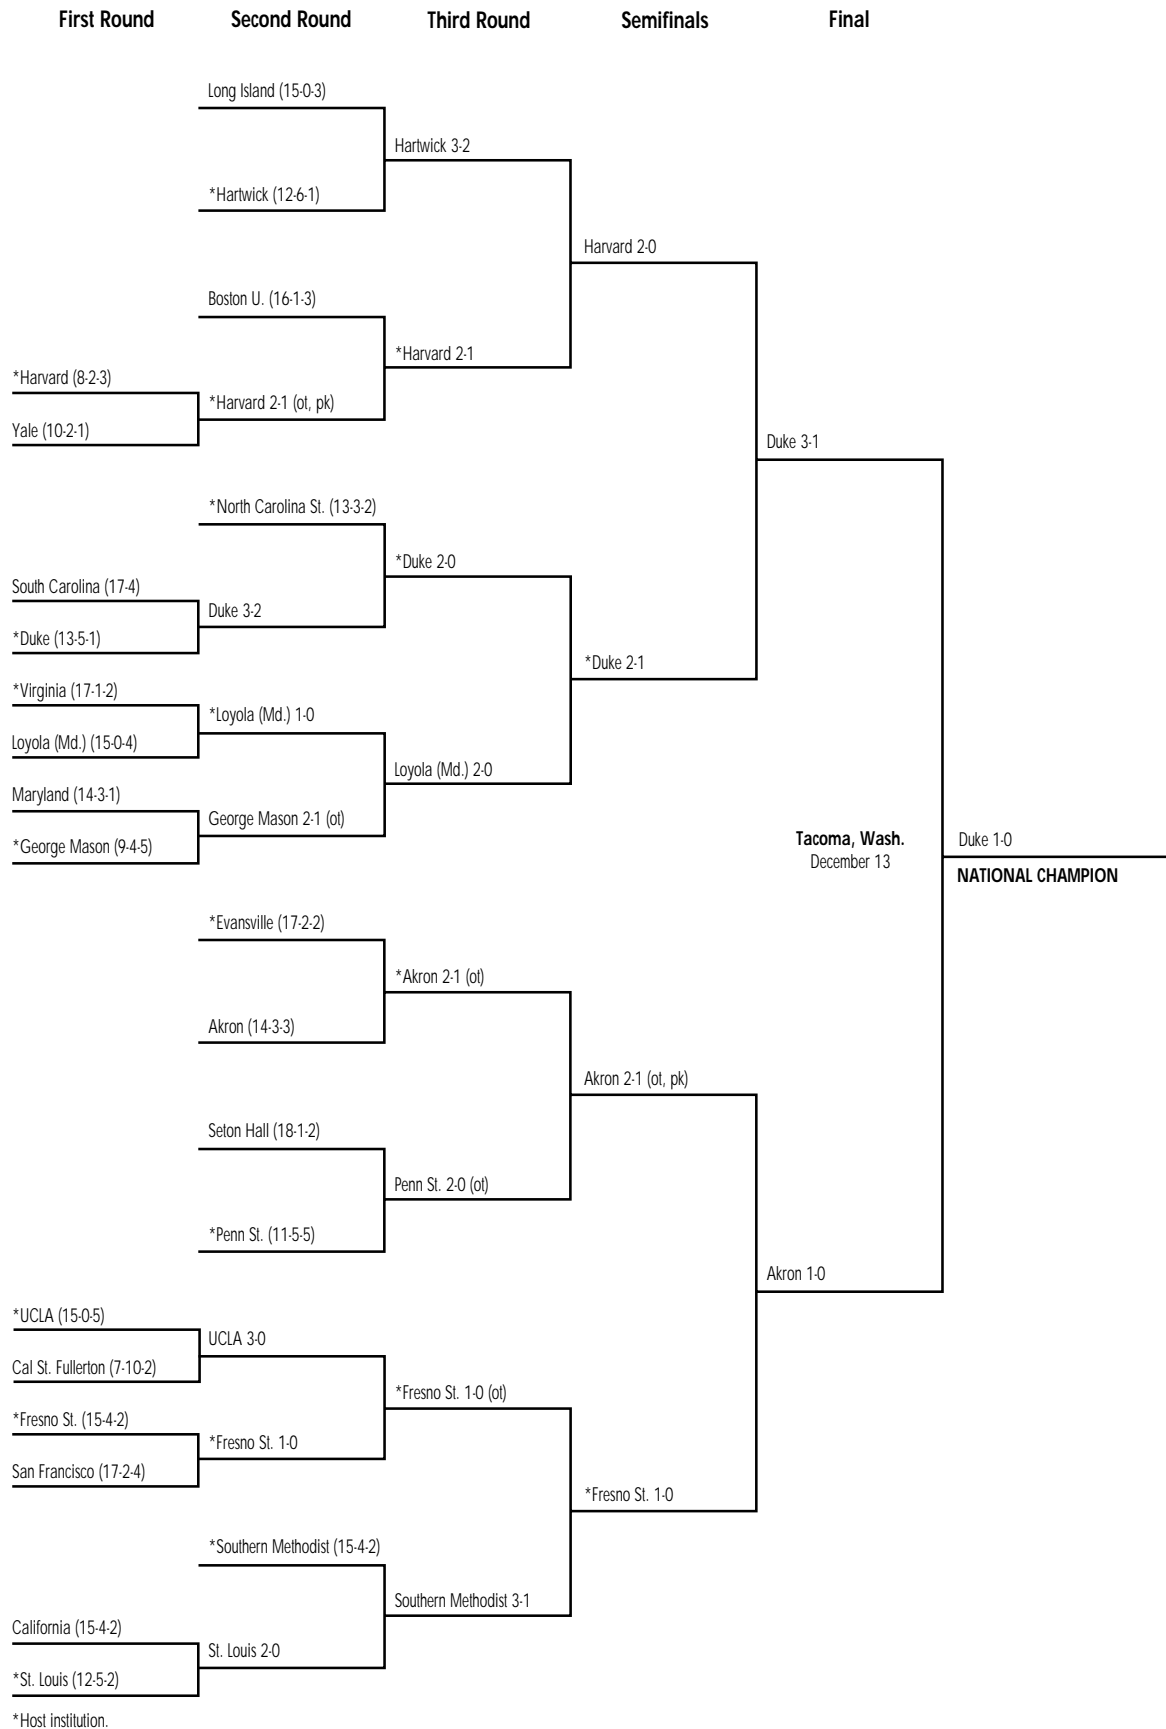 First Round Second Round Third Round Semifinals Final
Long Island (15-0-3)
Hartwick 3-2
*Hartwick (12-6-1)
Harvard 2-0
Boston U. (16-1-3)
*Harvard 2-1
*Harvard (8-2-3)
*Harvard 2-1 (ot, pk)
Yale (10-2-1)
Duke 3-1
*North Carolina St. (13-3-2)
*Duke 2-0
South Carolina (17-4)
Duke 3-2
*Duke (13-5-1)
*Duke 2-1
*Virginia (17-1-2)
*Loyola (Md.) 1-0
Loyola (Md.) (15-0-4)
Loyola (Md.) 2-0
Maryland (14-3-1)
George Mason 2-1 (ot)
*George Mason (9-4-5)
Tacoma, Wash.
December 13
Duke 1-0
NATIONAL CHAMPION
*Evansville (17-2-2)
*Akron 2-1 (ot)
Akron (14-3-3)
Akron 2-1 (ot, pk)
Seton Hall (18-1-2)
Penn St. 2-0 (ot)
*Penn St. (11-5-5)
Akron 1-0
*UCLA (15-0-5)
UCLA 3-0
Cal St. Fullerton (7-10-2)
*Fresno St. 1-0 (ot)
*Fresno St. (15-4-2)
*Fresno St. 1-0
San Francisco (17-2-4)
*Fresno St. 1-0
*Southern Methodist (15-4-2)
Southern Methodist 3-1
California (15-4-2)
St. Louis 2-0
*St. Louis (12-5-2)
*Host institution.